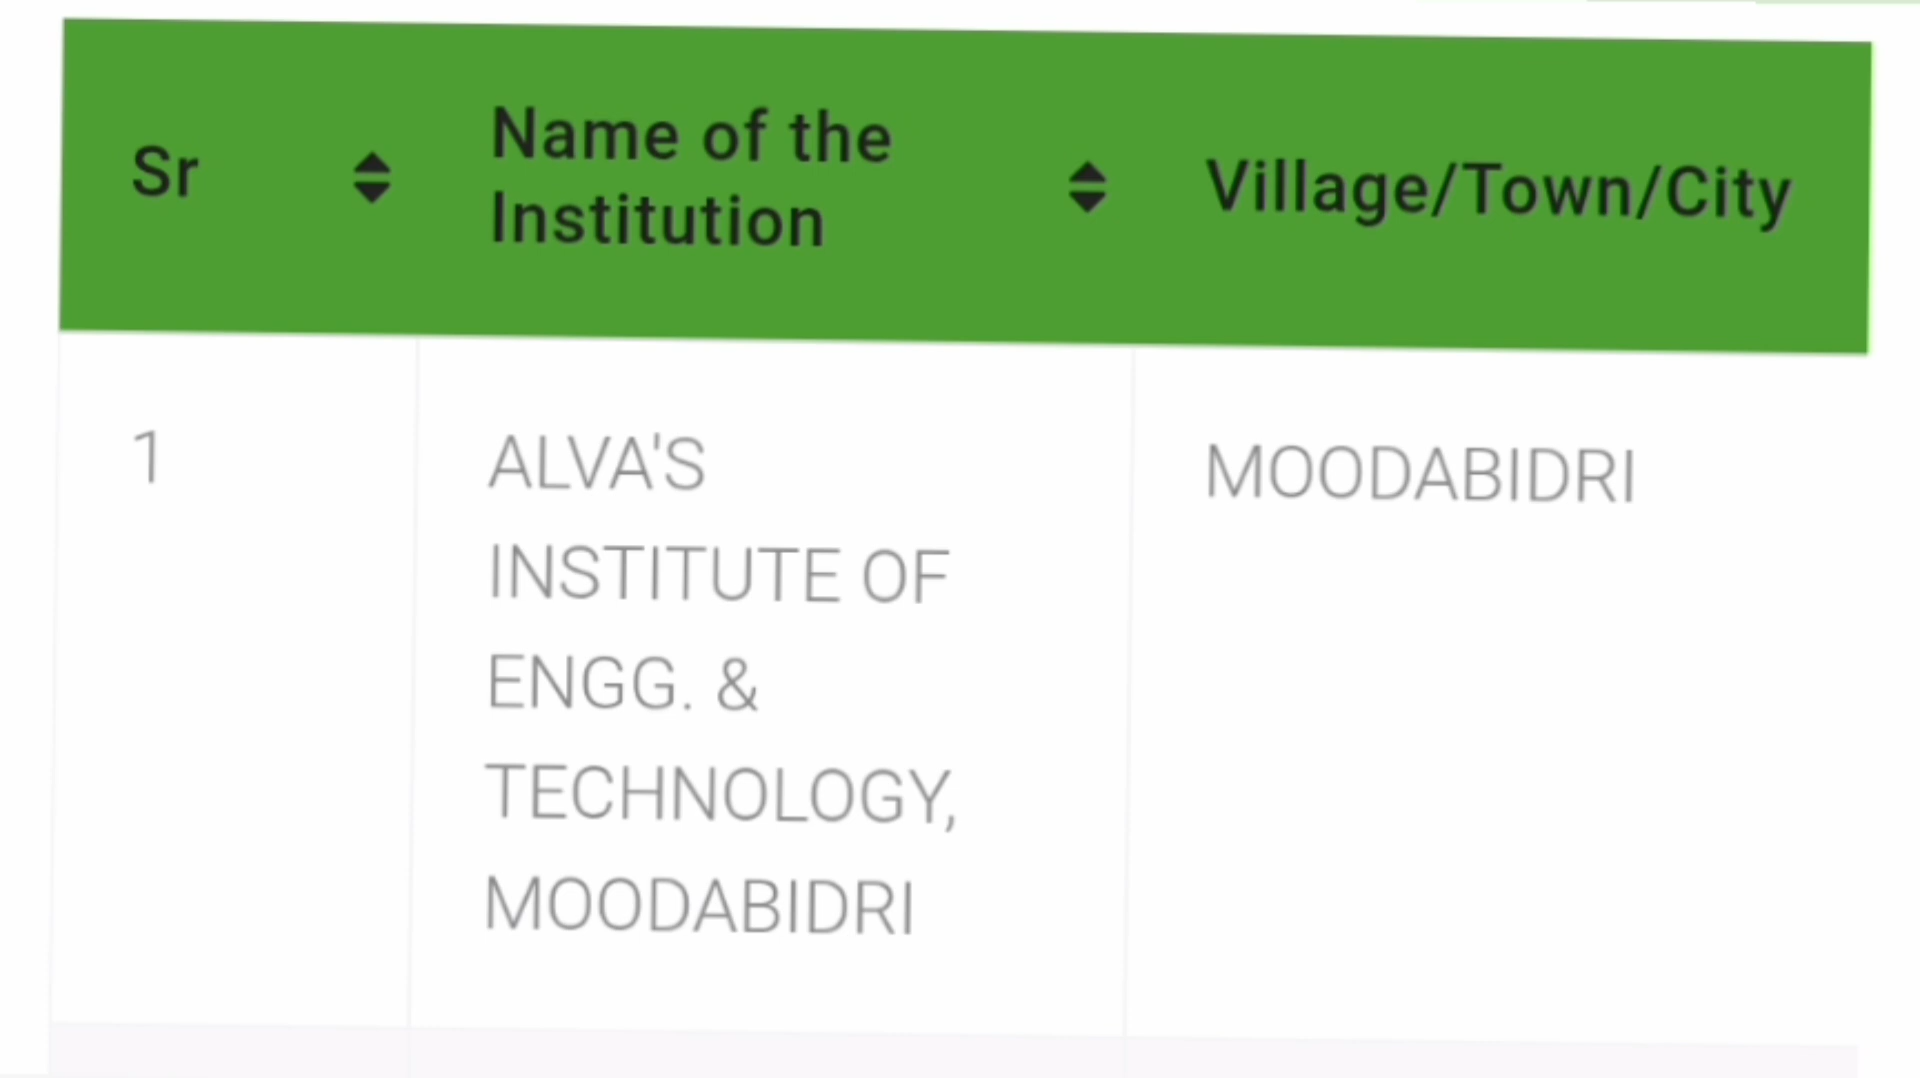 Sr
Name of the
Institution
Village/Town/City
1
ALVA'S
INSTITUTE OF
ENGG. &
TECHNOLOGY,
MOODABIDRI
MOODABIDRI